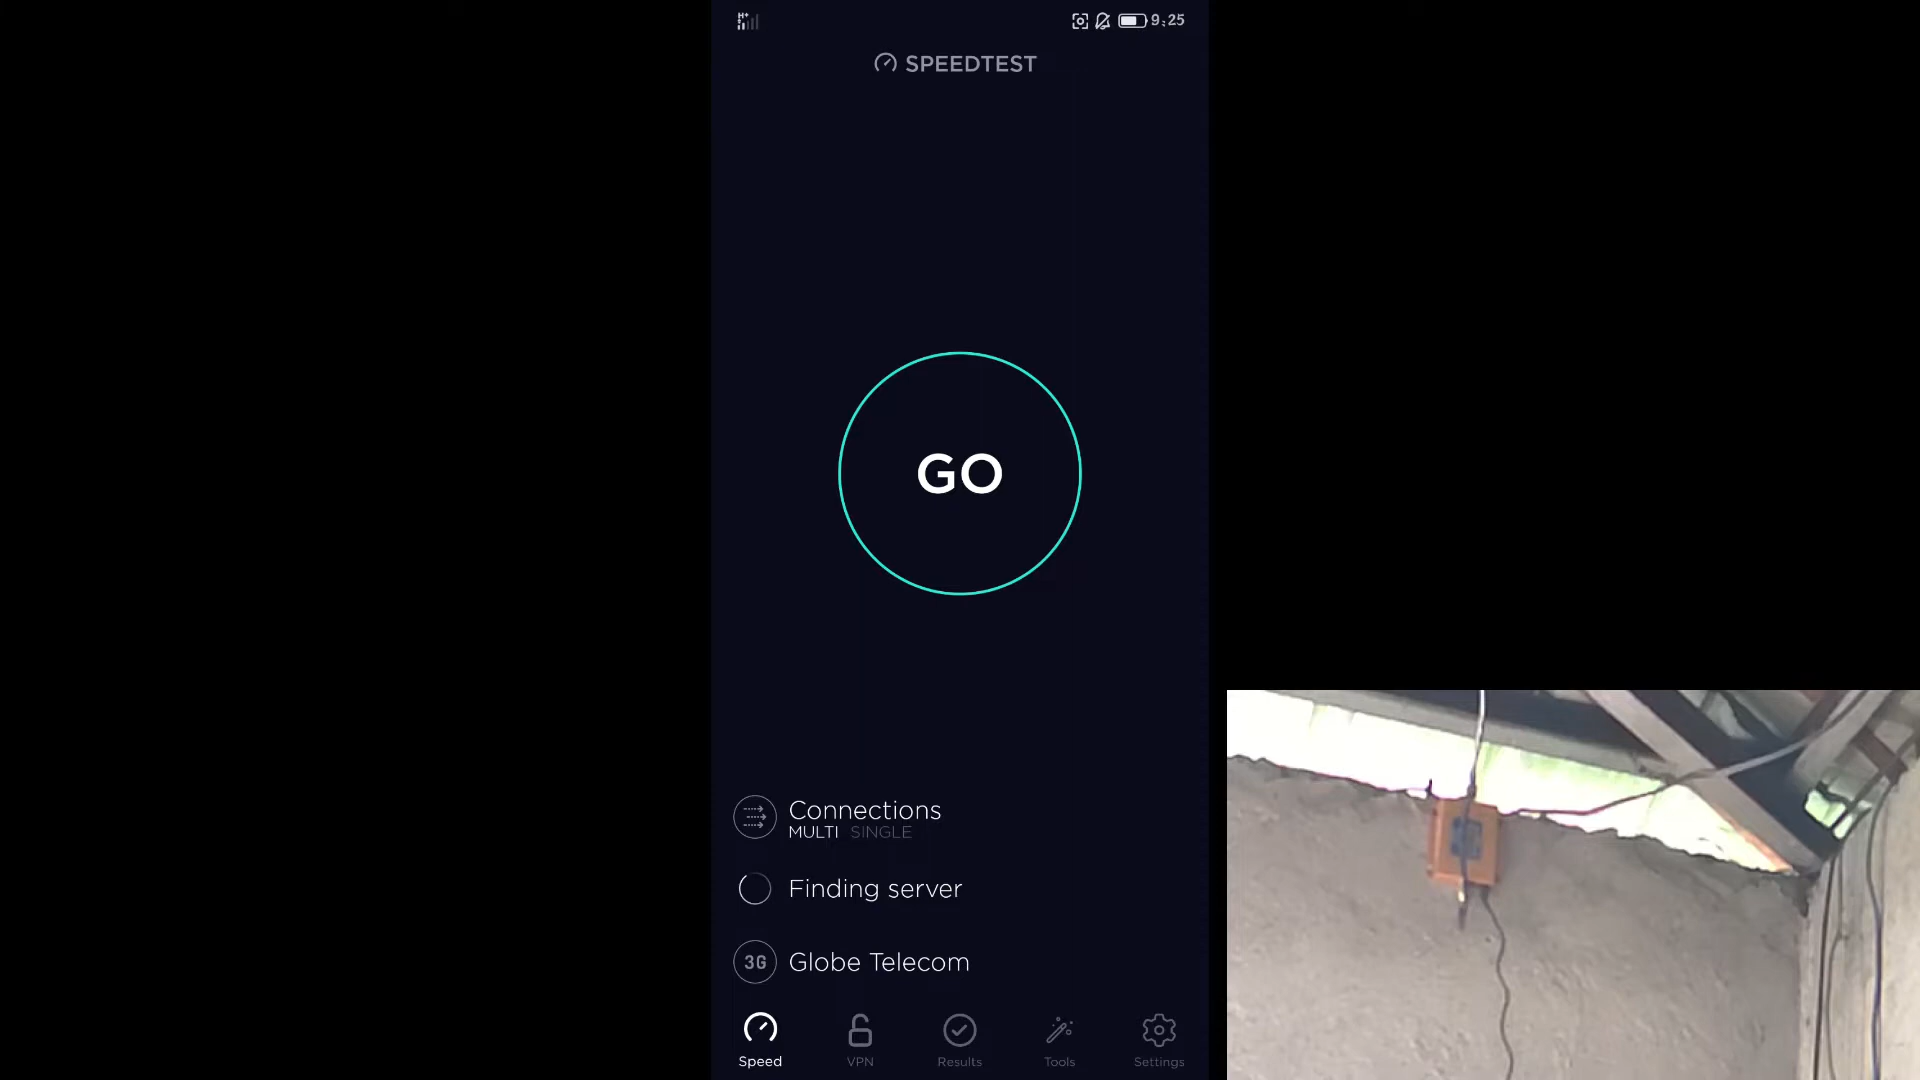 H+
9:25
SPEEDTEST
GO
Connections
MULTI SINGLE
Finding server
3G Globe Telecom
Speed VPN Results Tools Settings